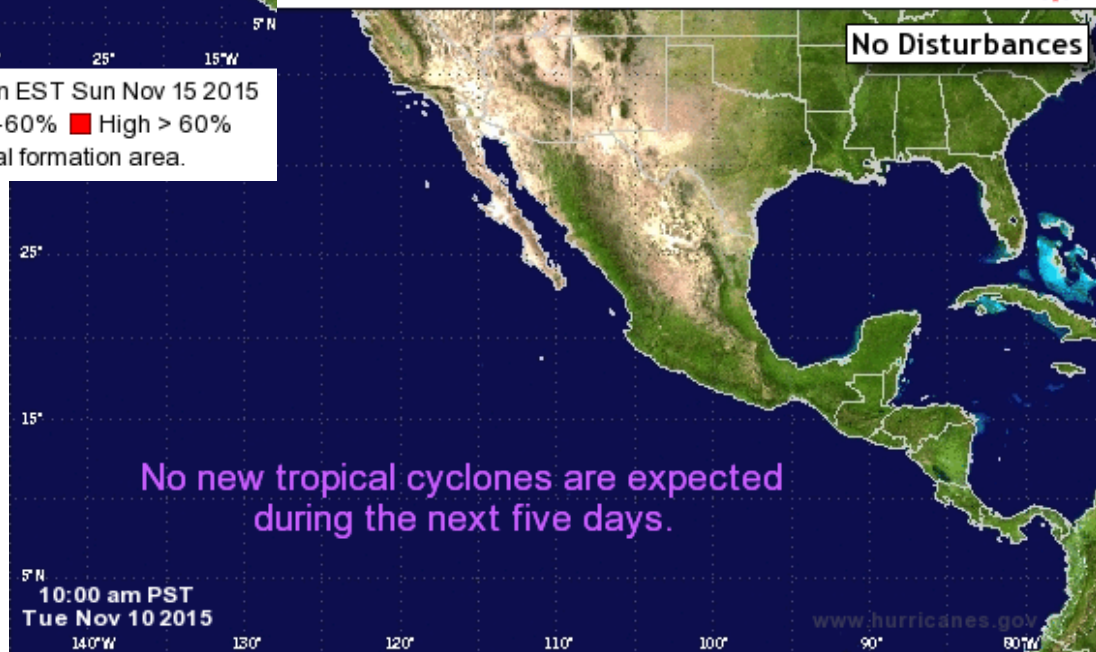 5°N
25° 15°W
EST Sun Nov 15 2015
-60% High > 60%
formation area.
No Disturbances
25°
15°
No new tropical cyclones are expected
during the next five days.
5°N
10:00 am PST
Tue Nov 10 2015
www.hurricanes.gov
140°W 130° 120° 110° 100° 90° 80°W